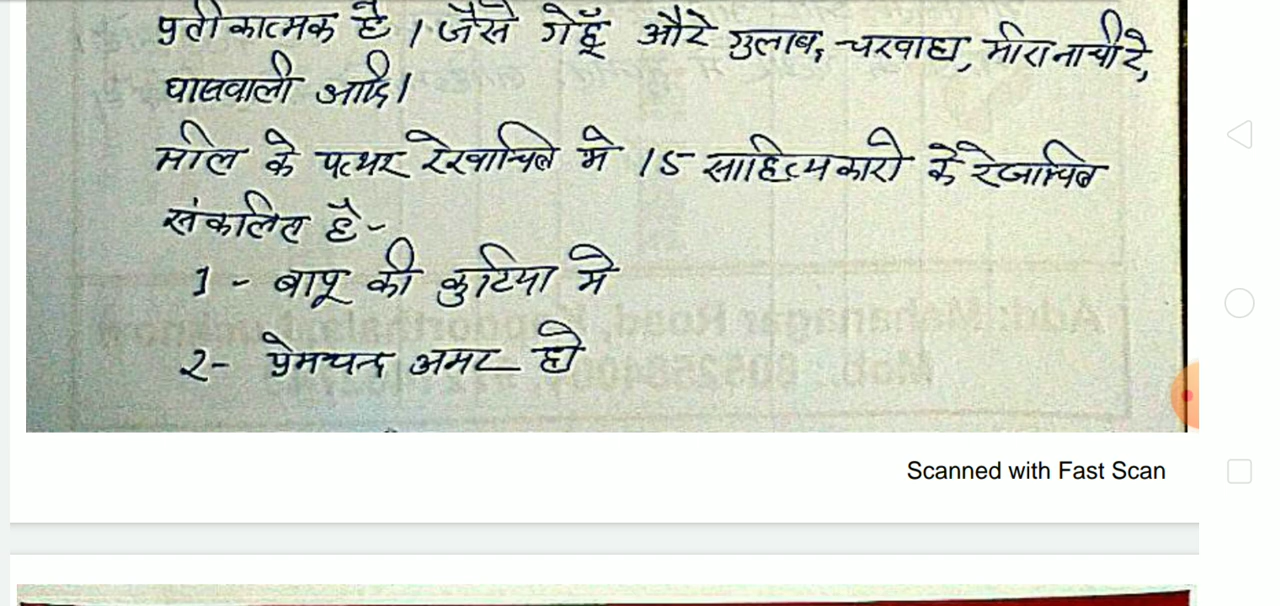 प्रतीकात्मक है। जैसे गेहूँ और गुलाब, चरवाहा, मीरा नाची रे,
घासवाली आदि।
मील के पत्थर रेखाचित्र मे 15 साहित्यकारो के रेखाचित्र
संकलित है-
1 - बापू की कुटिया मे
2- प्रेमचन्द अमर हो
Scanned with Fast Scan